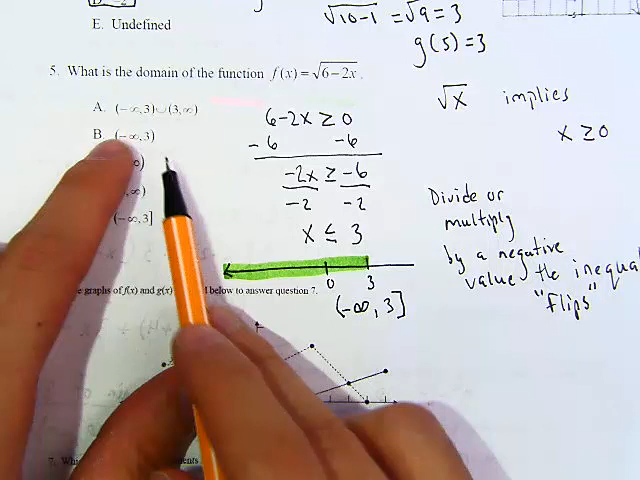 E. Undefined
√10-1 = √9 = 3
g(5) = 3
5. What is the domain of the function f(x) = √6-2x.
A. (-∞,3)∪(3,∞)
B. (-∞,3)
(-∞,3]
6-2x ≥ 0
-6 -6
-2x ≥ -6
-2 -2
x ≤ 3
0 3
(-∞, 3]
√x implies
x ≥ 0
Divide or
multiply
by a negative
value the
"flips"
graphs of f(x) and g(x) below to answer question 7.
7.